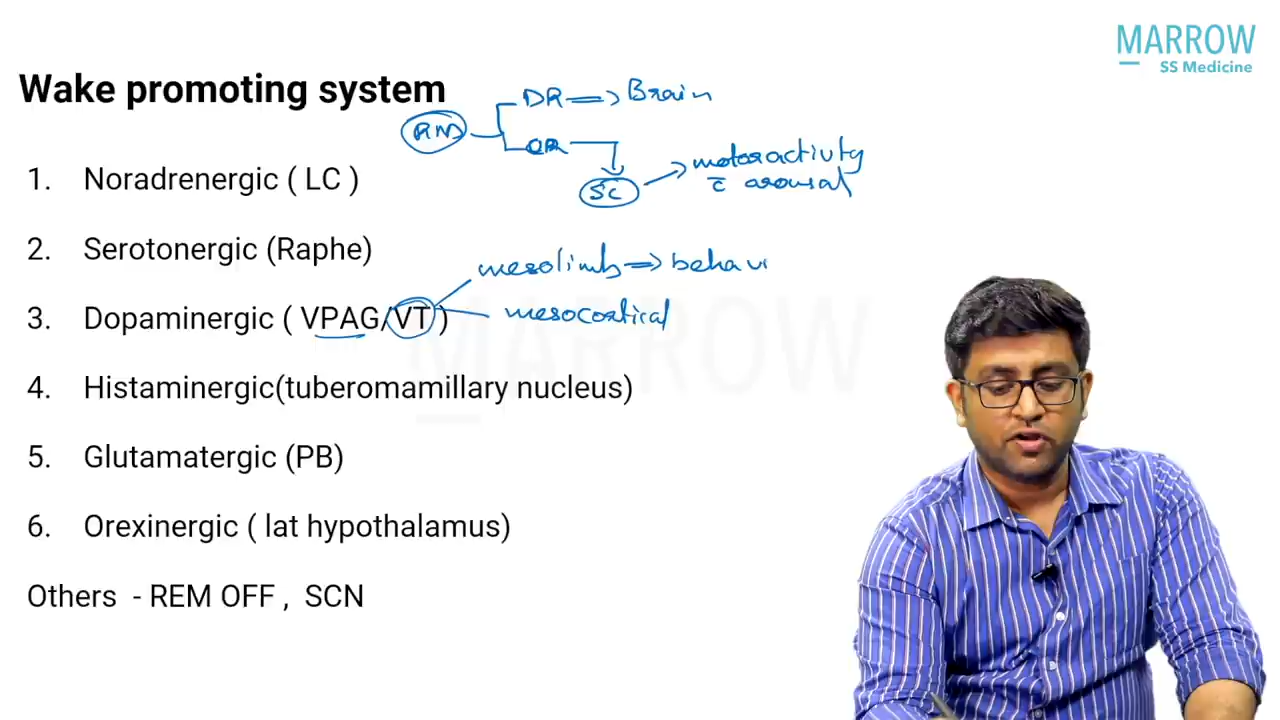 MARROW
SS Medicine
Wake promoting system
RN
DR => Brain
SC
motor activity
c̄ arousal
1. Noradrenergic ( LC )
2. Serotonergic (Raphe)
mesolimb => behavi
3. Dopaminergic ( VPAG/VT )
mesocortical
MARROW
4. Histaminergic(tuberomamillary nucleus)
5. Glutamatergic (PB)
6. Orexinergic ( lat hypothalamus)
Others - REM OFF , SCN